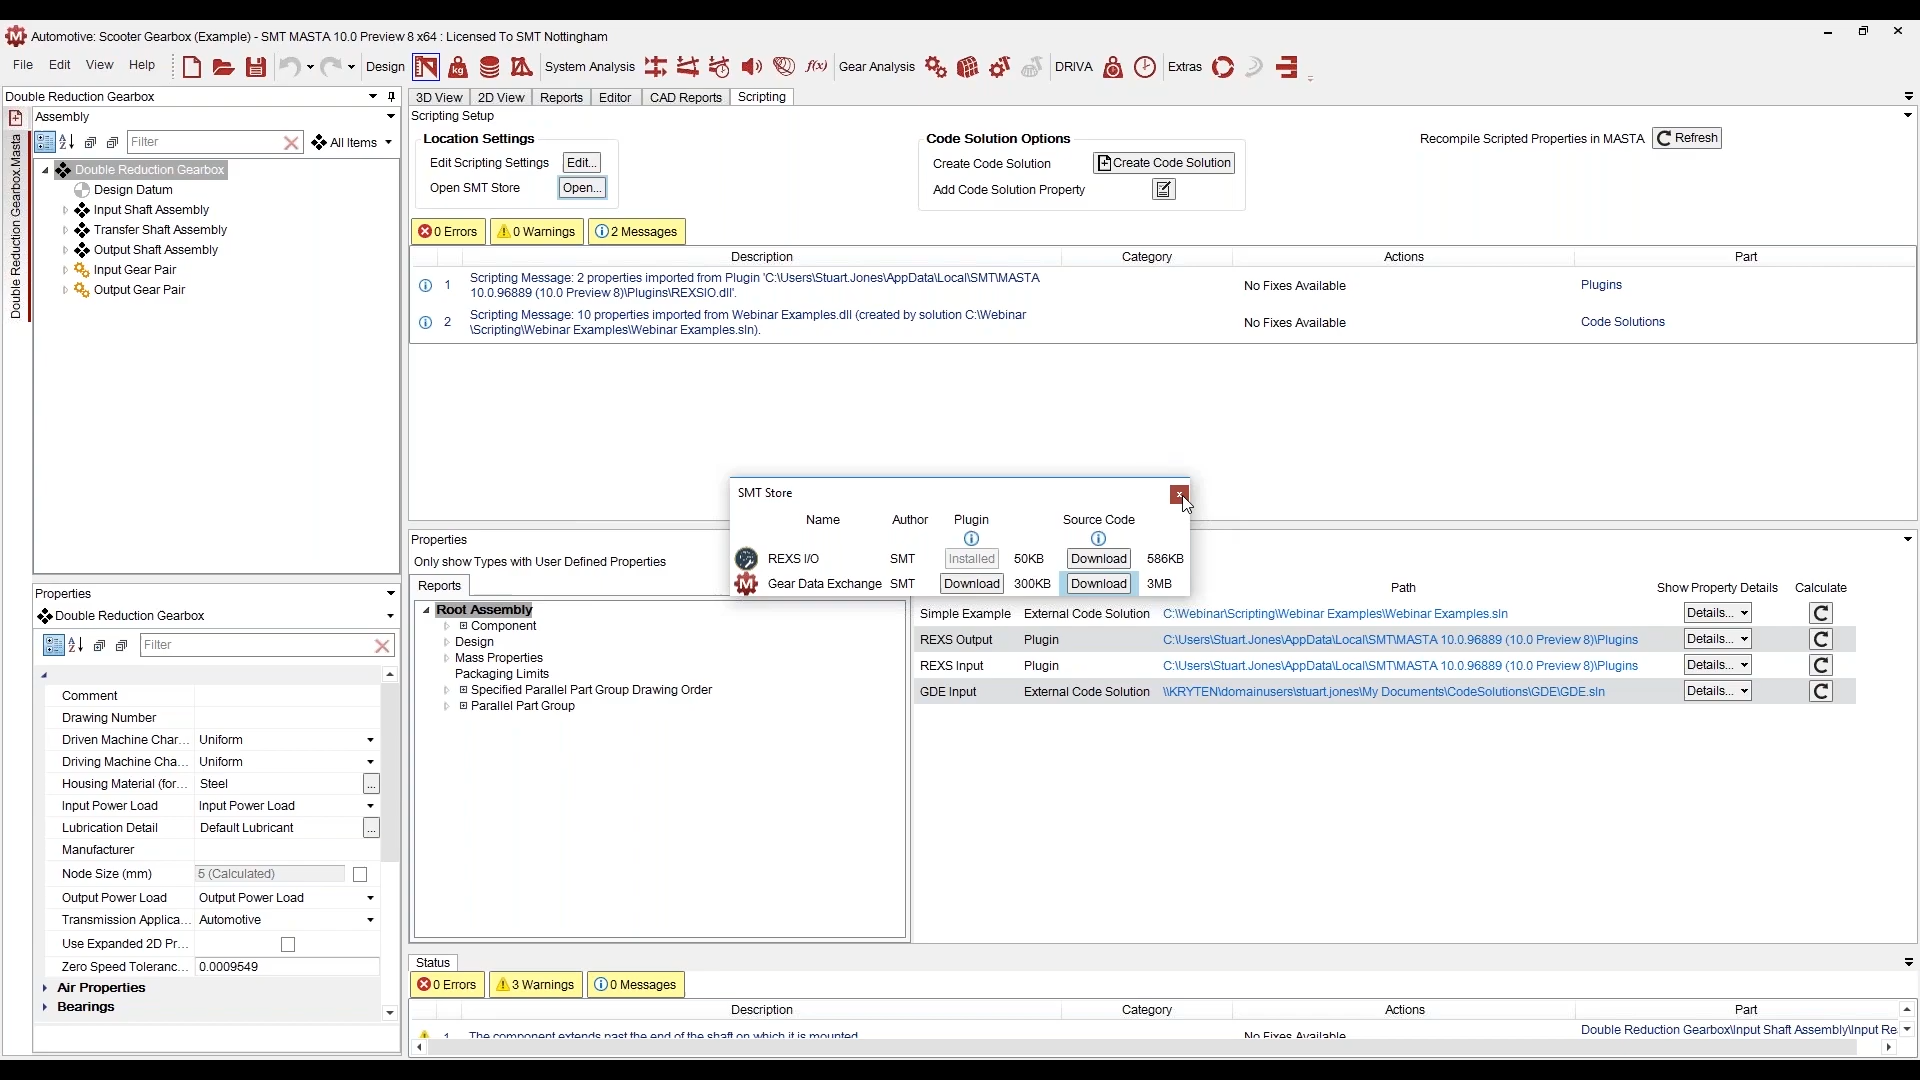 Automotive: Scooter Gearbox (Example) - SMT MASTA 10.0 Preview 8 x64 : Licensed To SMT Nottingham
File Edit View Help Design System Analysis f(x) Gear Analysis DRIVA Extras
Double Reduction Gearbox
Double Reduction Gearbox.Masta
Assembly
Filter All Items
Double Reduction Gearbox
Design Datum
Input Shaft Assembly
Transfer Shaft Assembly
Output Shaft Assembly
Input Gear Pair
Output Gear Pair
Properties
Double Reduction Gearbox
Filter
Comment
Drawing Number
Driven Machine Char... Uniform
Driving Machine Cha... Uniform
Housing Material (for... Steel ...
Input Power Load Input Power Load
Lubrication Detail Default Lubricant ...
Manufacturer
Node Size (mm) 5 (Calculated)
Output Power Load Output Power Load
Transmission Applica... Automotive
Use Expanded 2D Pr...
Zero Speed Toleranc... 0.0009549
Air Properties
Bearings
3D View 2D View Reports Editor CAD Reports Scripting
Scripting Setup
Location Settings
Edit Scripting Settings Edit...
Open SMT Store Open...
Code Solution Options
Create Code Solution Create Code Solution
Add Code Solution Property
Recompile Scripted Properties in MASTA Refresh
0 Errors 0 Warnings 2 Messages
Description Category Actions Part
1 Scripting Message: 2 properties imported from Plugin 'C:\Users\Stuart.Jones\AppData\Local\SMT\MASTA
10.0.96889 (10.0 Preview 8)\Plugins\REXSIO.dll'. No Fixes Available Plugins
2 Scripting Message: 10 properties imported from Webinar Examples.dll (created by solution C:\Webinar
\Scripting\Webinar Examples\Webinar Examples.sln). No Fixes Available Code Solutions
SMT Store
Name Author Plugin Source Code
REXS I/O SMT Installed 50KB Download 586KB
Gear Data Exchange SMT Download 300KB Download 3MB
Properties
Only show Types with User Defined Properties
Reports
Root Assembly
Component
Design
Mass Properties
Packaging Limits
Specified Parallel Part Group Drawing Order
Parallel Part Group
Path Show Property Details Calculate
Simple Example External Code Solution C:\Webinar\Scripting\Webinar Examples\Webinar Examples.sln Details...
REXS Output Plugin C:\Users\Stuart.Jones\AppData\Local\SMT\MASTA 10.0.96889 (10.0 Preview 8)\Plugins Details...
REXS Input Plugin C:\Users\Stuart.Jones\AppData\Local\SMT\MASTA 10.0.96889 (10.0 Preview 8)\Plugins Details...
GDE Input External Code Solution \\KRYTEN\domainusers\stuart.jones\My Documents\CodeSolutions\GDE\GDE.sln Details...
Status
0 Errors 3 Warnings 0 Messages
Description Category Actions Part
1 The component extends past the end of the shaft on which it is mounted No Fixes Available Double Reduction Gearbox\Input Shaft Assembly\Input Re